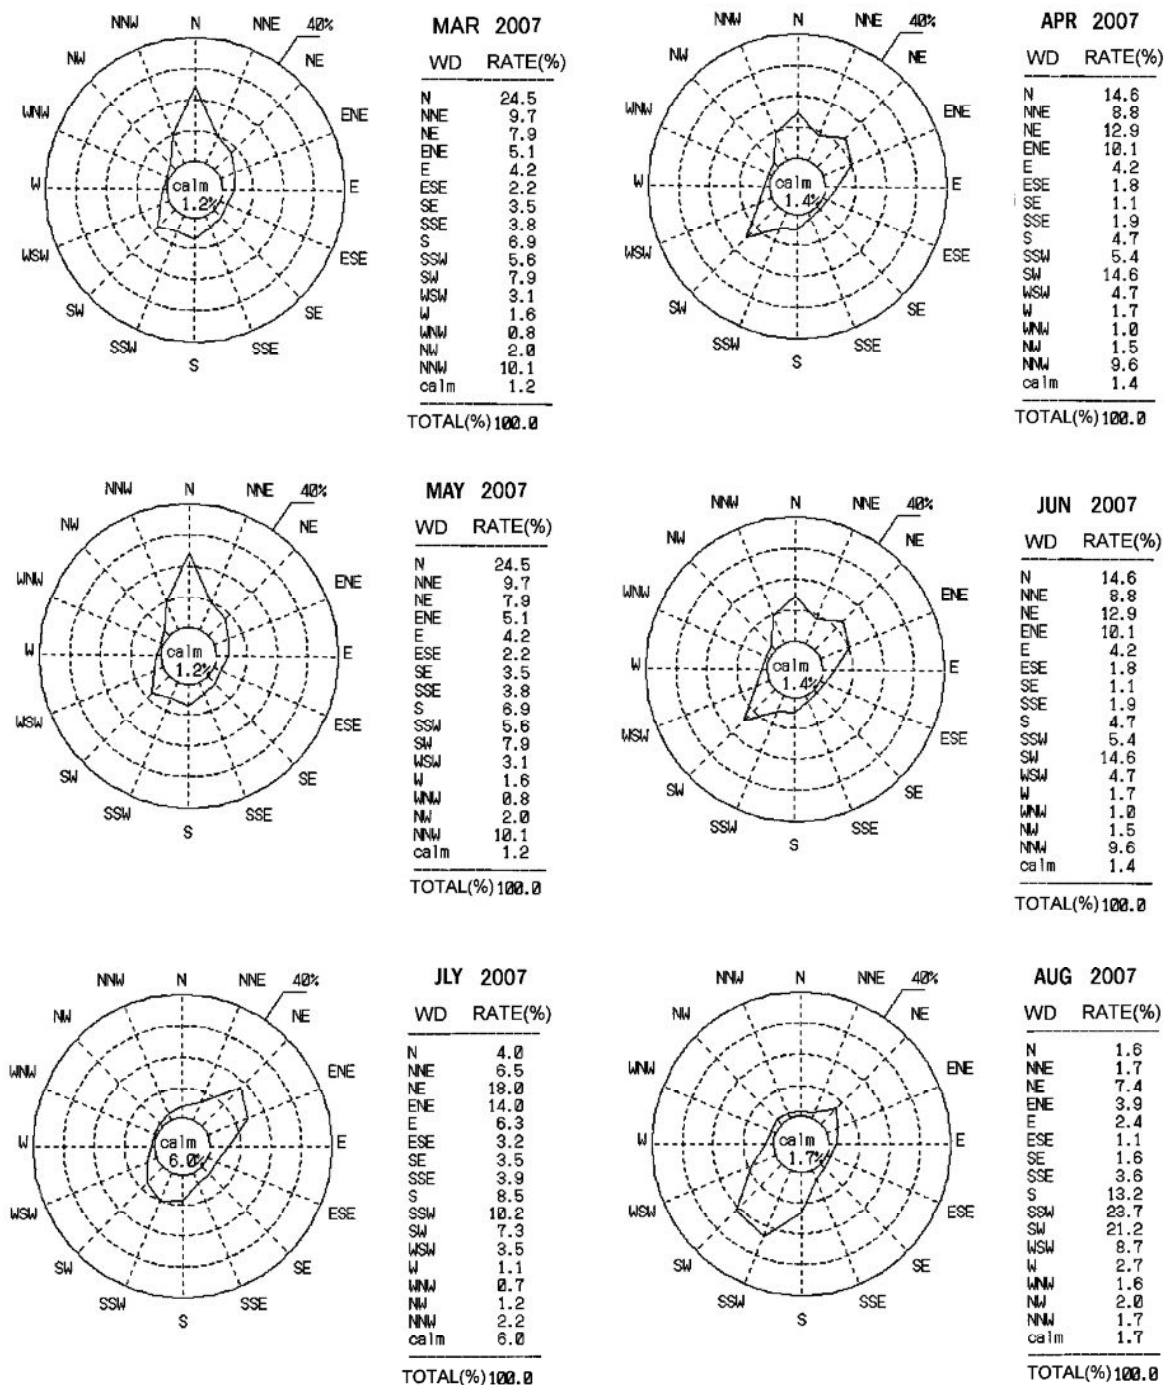 MAR 2007
WD RATE(%)
N 24.5
NNE 9.7
NE 7.9
ENE 5.1
E 4.2
ESE 2.2
SE 3.5
SSE 3.8
S 6.9
SSW 5.6
SW 7.9
WSW 3.1
W 1.6
WNW 0.8
NW 2.0
NNW 10.1
calm 1.2
TOTAL(%) 100.0
N
NNE
40%
NE
ENE
E
ESE
SE
SSE
S
SSW
SW
WSW
W
WNW
NW
NNW
calm
1.2%
APR 2007
WD RATE(%)
N 14.6
NNE 8.8
NE 12.9
ENE 10.1
E 4.2
ESE 1.8
SE 1.1
SSE 1.9
S 4.7
SSW 5.4
SW 14.6
WSW 4.7
W 1.7
WNW 1.0
NW 1.5
NNW 9.6
calm 1.4
TOTAL(%) 100.0
N
NNE
40%
NE
ENE
E
ESE
SE
SSE
S
SSW
SW
WSW
W
WNW
NW
NNW
calm
1.4%
MAY 2007
WD RATE(%)
N 24.5
NNE 9.7
NE 7.9
ENE 5.1
E 4.2
ESE 2.2
SE 3.5
SSE 3.8
S 6.9
SSW 5.6
SW 7.9
WSW 3.1
W 1.6
WNW 0.8
NW 2.0
NNW 10.1
calm 1.2
TOTAL(%) 100.0
N
NNE
40%
NE
ENE
E
ESE
SE
SSE
S
SSW
SW
WSW
W
WNW
NW
NNW
calm
1.2%
JUN 2007
WD RATE(%)
N 14.6
NNE 8.8
NE 12.9
ENE 10.1
E 4.2
ESE 1.8
SE 1.1
SSE 1.9
S 4.7
SSW 5.4
SW 14.6
WSW 4.7
W 1.7
WNW 1.0
NW 1.5
NNW 9.6
calm 1.4
TOTAL(%) 100.0
N
NNE
40%
NE
ENE
E
ESE
SE
SSE
S
SSW
SW
WSW
W
WNW
NW
NNW
calm
1.4%
JLY 2007
WD RATE(%)
N 4.0
NNE 6.5
NE 18.0
ENE 14.0
E 6.3
ESE 3.2
SE 3.5
SSE 3.9
S 8.5
SSW 10.2
SW 7.3
WSW 3.5
W 1.1
WNW 0.7
NW 1.2
NNW 2.2
calm 6.0
TOTAL(%) 100.0
N
NNE
40%
NE
ENE
E
ESE
SE
SSE
S
SSW
SW
WSW
W
WNW
NW
NNW
calm
6.0%
AUG 2007
WD RATE(%)
N 1.6
NNE 1.7
NE 7.4
ENE 3.9
E 2.4
ESE 1.1
SE 1.6
SSE 3.6
S 13.2
SSW 23.7
SW 21.2
WSW 8.7
W 2.7
WNW 1.6
NW 2.0
NNW 1.7
calm 1.7
TOTAL(%) 100.0
N
NNE
40%
NE
ENE
E
ESE
SE
SSE
S
SSW
SW
WSW
W
WNW
NW
NNW
calm
1.7%